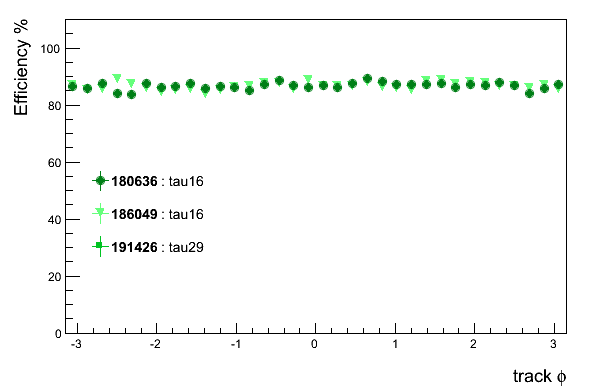 Efficiency %
100
80
60
40
20
0
180636 : tau16
186049 : tau16
191426 : tau29
-3 -2 -1 0 1 2 3
track ϕ